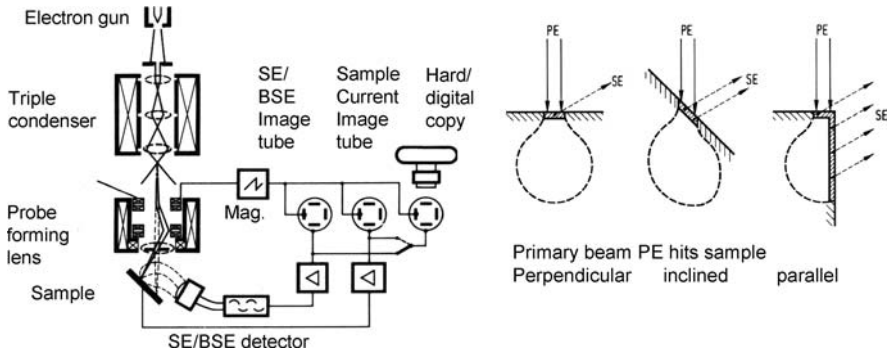 Electron gun
Triple
condenser
Probe
forming
lens
Sample
SE/
BSE
Image
tube
Sample
Current
Image
tube
Hard/
digital
copy
Mag.
SE/BSE detector
PE
SE
PE
SE
PE
SE
Primary beam PE hits sample
Perpendicular inclined parallel